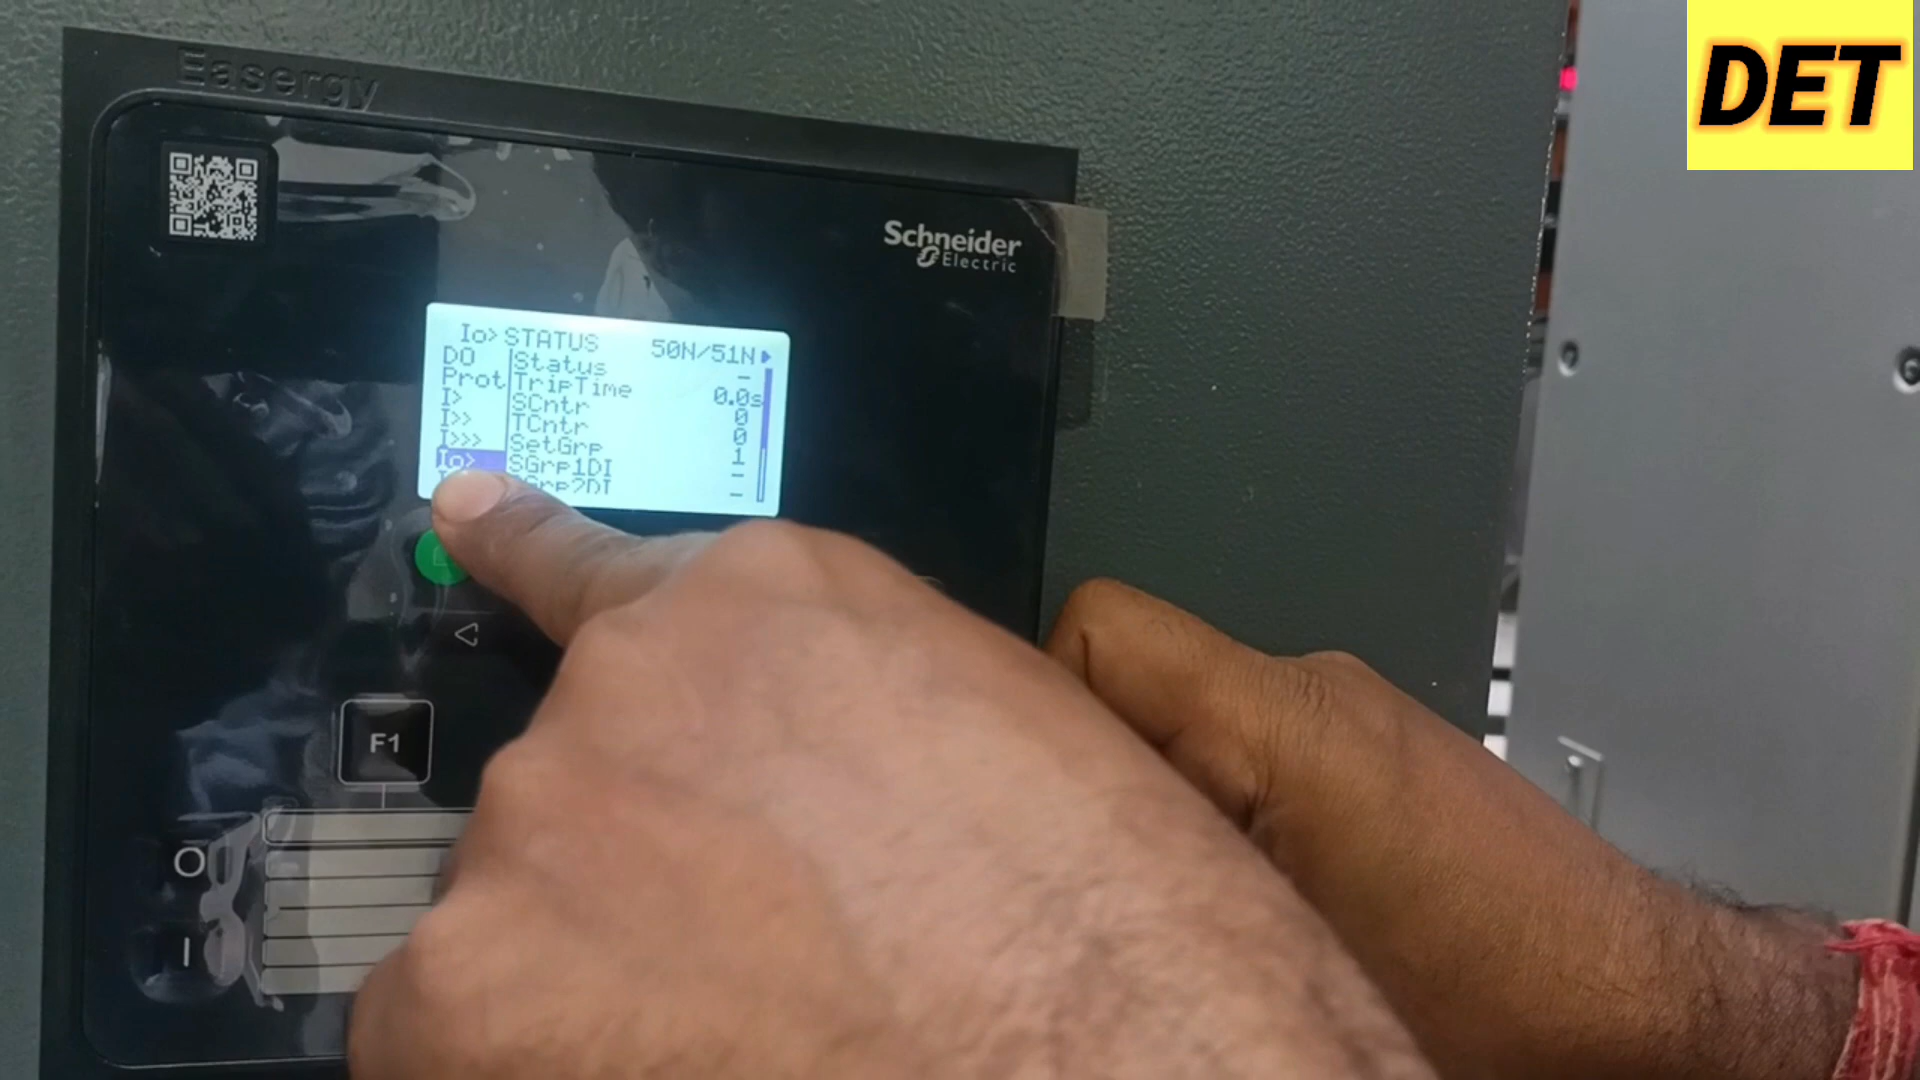 DET
Easergy
Schneider
Electric
Io> STATUS 50N/51N
DO Status -
Prot TripTime 0.0s
I> SCntr 0
I>> TCntr 0
I>>> SetGrp 1
Io> SGrp1DI -
SGrp2DI -
F1
O
I